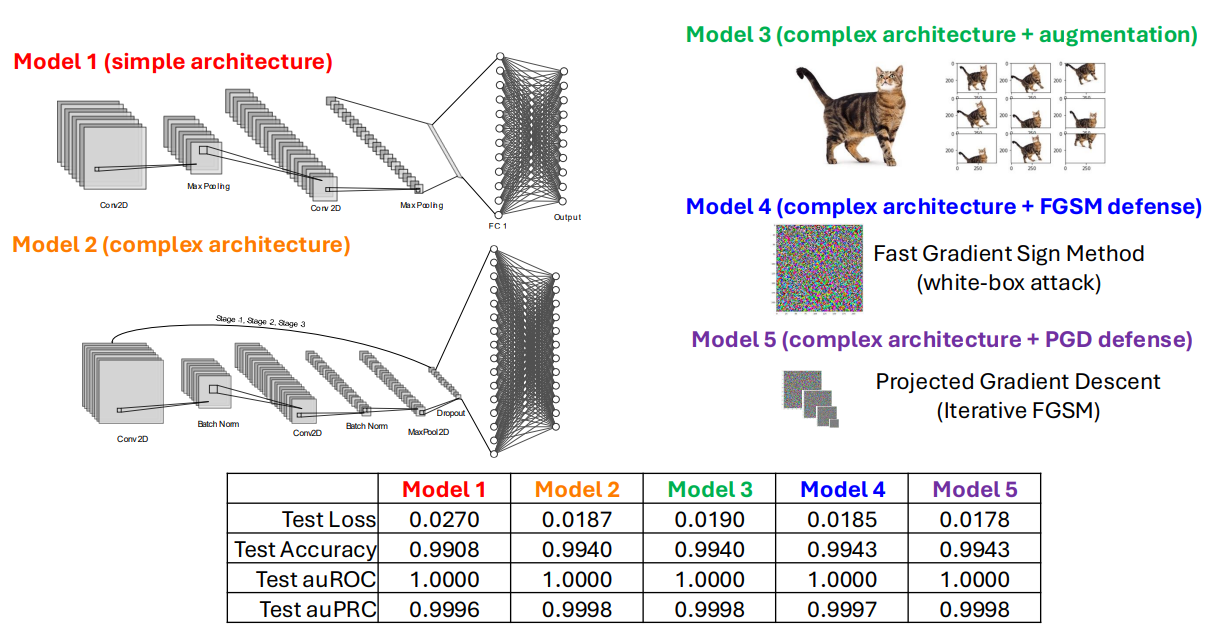 Model 1 (simple architecture)
Conv2D
Max Pooling
Conv 2D
Max Pooling
FC 1
Output
Model 2 (complex architecture)
Stage 1, Stage 2, Stage 3
Conv2D
Batch Norm
Conv2D
Batch Norm
MaxPool2D
Dropout
Model 3 (complex architecture + augmentation)
Model 4 (complex architecture + FGSM defense)
Fast Gradient Sign Method
(white-box attack)
Model 5 (complex architecture + PGD defense)
Projected Gradient Descent
(Iterative FGSM)
Model 1 Model 2 Model 3 Model 4 Model 5
Test Loss 0.0270 0.0187 0.0190 0.0185 0.0178
Test Accuracy 0.9908 0.9940 0.9940 0.9943 0.9943
Test auROC 1.0000 1.0000 1.0000 1.0000 1.0000
Test auPRC 0.9996 0.9998 0.9998 0.9997 0.9998